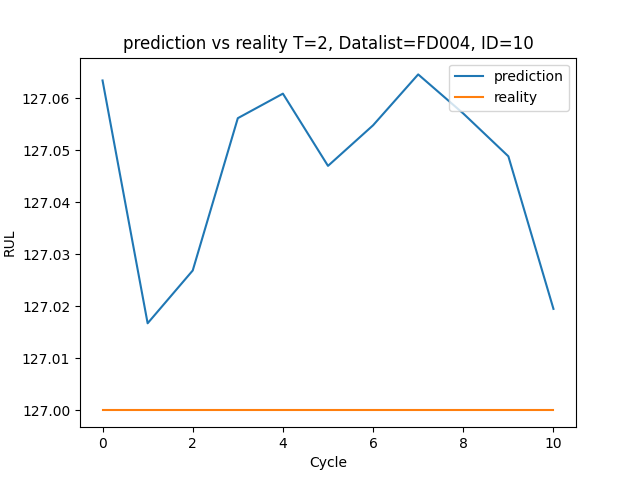 prediction vs reality T=2, Datalist=FD004, ID=10
prediction
reality
127.06
127.05
127.04
127.03
127.02
127.01
127.00
RUL
0 2 4 6 8 10
Cycle